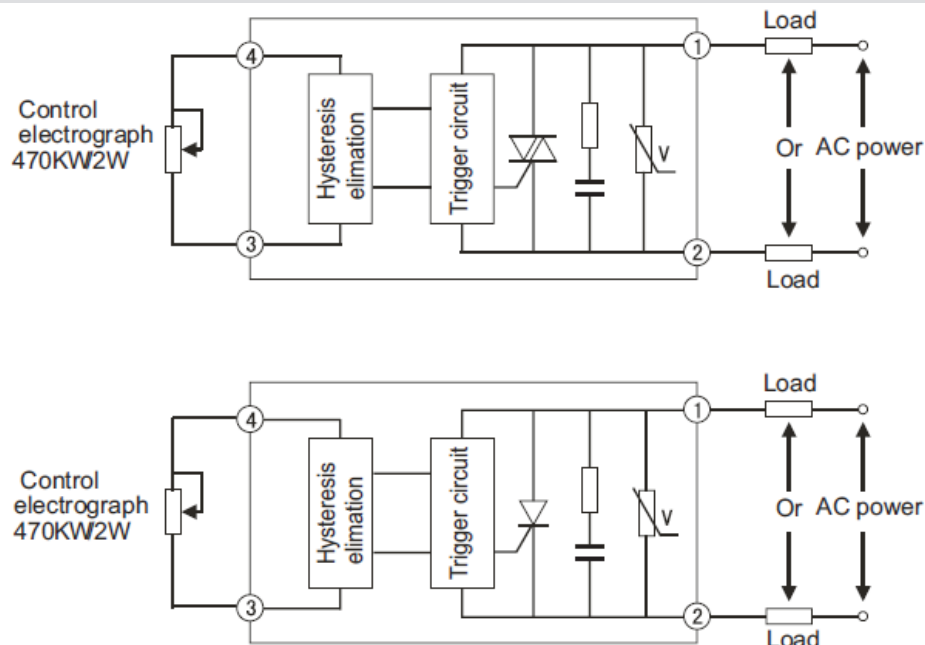 Load
④
①
Control
electrograph
470KW/2W
Hysteresis
elimation
Trigger circuit
V
Or
AC power
③
②
Load
Load
④
①
Control
electrograph
470KW/2W
Hysteresis
elimation
Trigger circuit
V
Or
AC power
③
②
Load